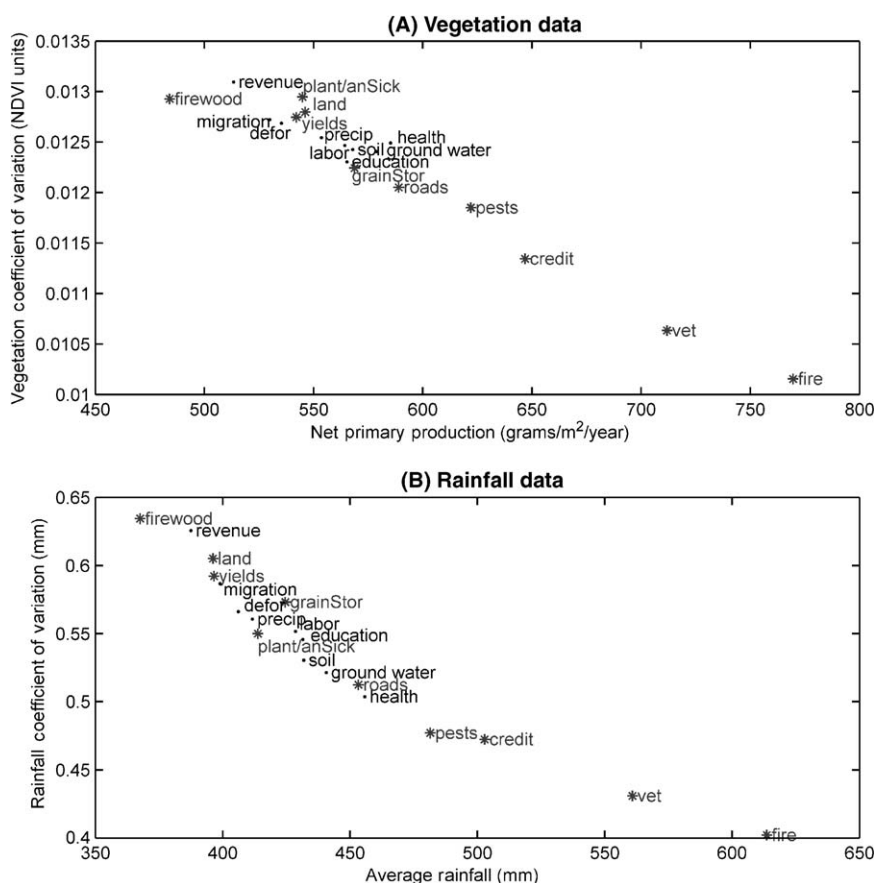 (A) Vegetation data
Vegetation coefficient of variation (NDVI units)
0.0135
0.013
0.0125
0.012
0.0115
0.011
0.0105
0.01
*firewood
revenue
plant/anSick
land
yields
migration
defor
precip
health
labor
soil
ground water
education
grainStor
*roads
*pests
*credit
*vet
*fire
450 500 550 600 650 700 750 800
Net primary production (grams/m²/year)
(B) Rainfall data
Rainfall coefficient of variation (mm)
0.65
0.6
0.55
0.5
0.45
0.4
*firewood
revenue
*land
*yields
migration
*grainStor
defor
precip
labor
education
plant/anSick
soil
ground water
*roads
health
*pests
*credit
*vet
*fire
350 400 450 500 550 600 650
Average rainfall (mm)